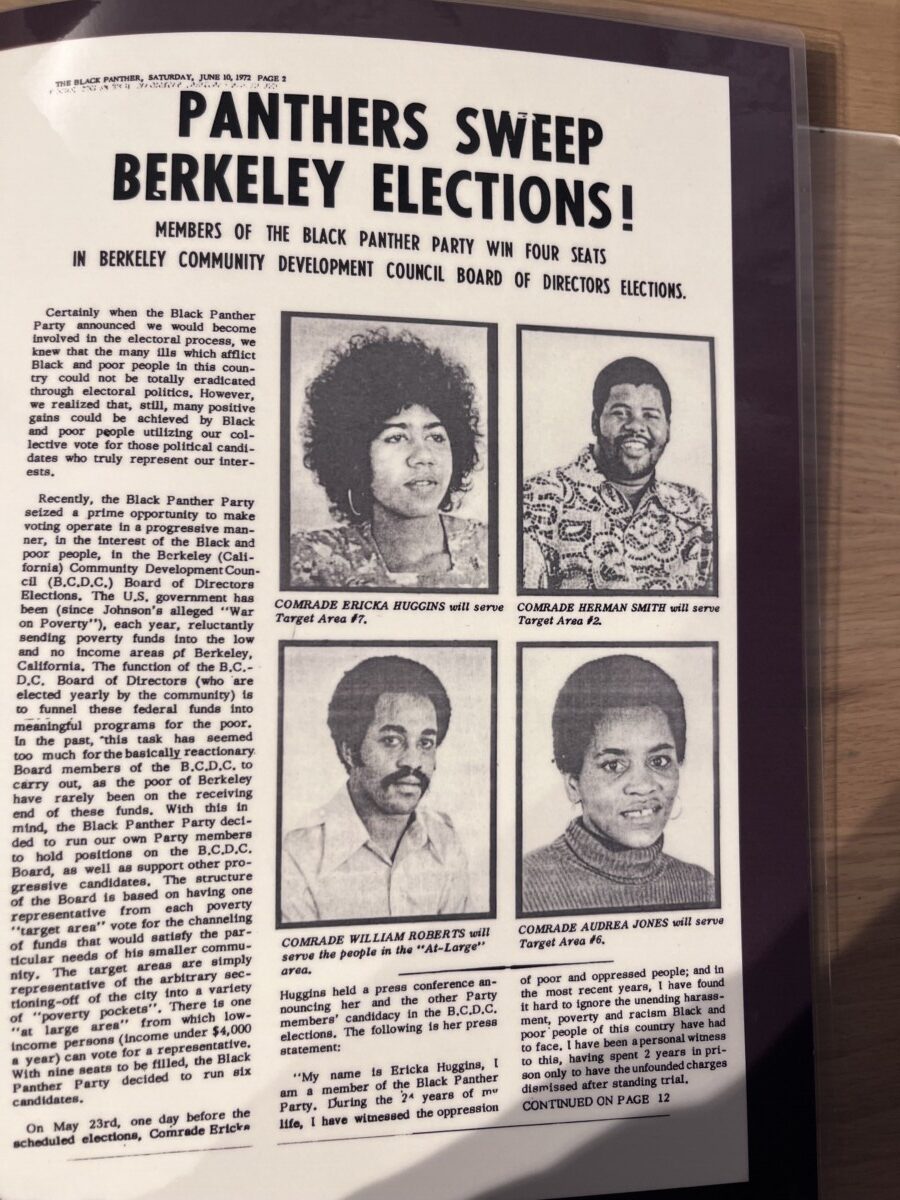 THE BLACK PANTHER, SATURDAY, JUNE 10, 1972 PAGE 2
PANTHERS SWEEP
BERKELEY ELECTIONS!
MEMBERS OF THE BLACK PANTHER PARTY WIN FOUR SEATS
IN BERKELEY COMMUNITY DEVELOPMENT COUNCIL BOARD OF DIRECTORS ELECTIONS.
Certainly when the Black Panther
Party announced we would become
involved in the electoral process, we
knew that the many ills which afflict
Black and poor people in this coun-
try could not be totally eradicated
through electoral politics. However,
we realized that, still, many positive
gains could be achieved by Black
and poor people utilizing our col-
lective vote for those political candi-
dates who truly represent our inter-
ests.
Recently, the Black Panther Party
seized a prime opportunity to make
voting operate in a progressive man-
ner, in the interest of the Black and
poor people, in the Berkeley (Cali-
fornia) Community Development Coun-
cil (B.C.D.C.) Board of Directors
Elections. The U.S. government has
been (since Johnson's alleged "War
on Poverty"), each year, reluctantly
sending poverty funds into the low
and no income areas of Berkeley,
California. The function of the B.C.-
D.C. Board of Directors (who are
elected yearly by the community) is
to funnel these federal funds into
meaningful programs for the poor.
In the past, this task has seemed
too much for the basically reactionary
Board members of the B.C.D.C. to
carry out, as the poor of Berkeley
have rarely been on the receiving
end of these funds. With this in
mind, the Black Panther Party deci-
ded to run our own Party members
to hold positions on the B.C.D.C.
Board, as well as support other pro-
gressive candidates. The structure
of the Board is based on having one
representative from each poverty
"target area" vote for the channeling
of funds that would satisfy the par-
ticular needs of his smaller commu-
nity. The target areas are simply
representative of the arbitrary sec-
tioning-off of the city into a variety
of "poverty pockets". There is one
"at large area" from which low-
income persons (income under $4,000
a year) can vote for a representative.
With nine seats to be filled, the Black
Panther Party decided to run six
candidates.
On May 23rd, one day before the
scheduled elections, Comrade Ericka
COMRADE ERICKA HUGGINS will serve
Target Area #7.
COMRADE HERMAN SMITH will serve
Target Area #2.
COMRADE WILLIAM ROBERTS will
serve the people in the "At-Large"
area.
COMRADE AUDREA JONES will serve
Target Area #6.
Huggins held a press conference an-
nouncing her and the other Party
members' candidacy in the B.C.D.C.
elections. The following is her press
statement:
"My name is Ericka Huggins, I
am a member of the Black Panther
Party. During the 24 years of my
life, I have witnessed the oppression
of poor and oppressed people; and in
the most recent years, I have found
it hard to ignore the unending harass-
ment, poverty and racism Black and
poor people of this country have had
to face. I have been a personal witness
to this, having spent 2 years in pri-
son only to have the unfounded charges
dismissed after standing trial.
CONTINUED ON PAGE 12